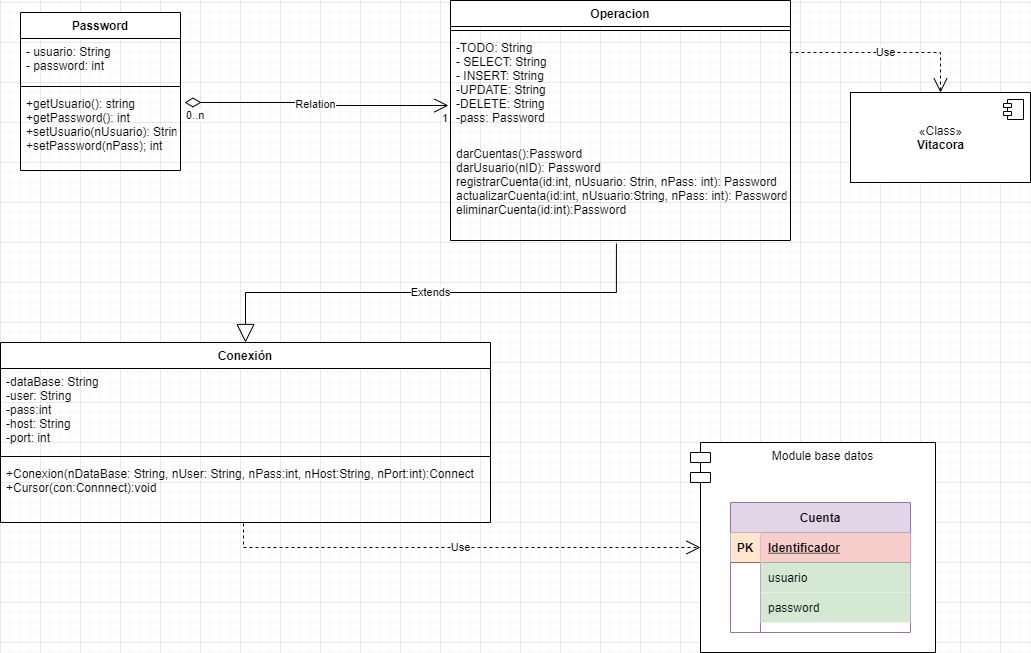 Password
- usuario: String
- password: int
+getUsuario(): string
+getPassword(): int
+setUsuario(nUsuario): Strin
+setPassword(nPass); int
0..n
Relation
1
Operacion
-TODO: String
- SELECT: String
- INSERT: String
-UPDATE: String
-DELETE: String
-pass: Password
darCuentas():Password
darUsuario(nID): Password
registrarCuenta(id:int, nUsuario: Strin, nPass: int): Password
actualizarCuenta(id:int, nUsuario:String, nPass: int): Password
eliminarCuenta(id:int):Password
Use
«Class»
Vitacora
Extends
Conexión
-dataBase: String
-user: String
-pass:int
-host: String
-port: int
+Conexion(nDataBase: String, nUser: String, nPass:int, nHost:String, nPort:int):Connect
+Cursor(con:Connnect):void
Use
Module base datos
Cuenta
PK Identificador
usuario
password